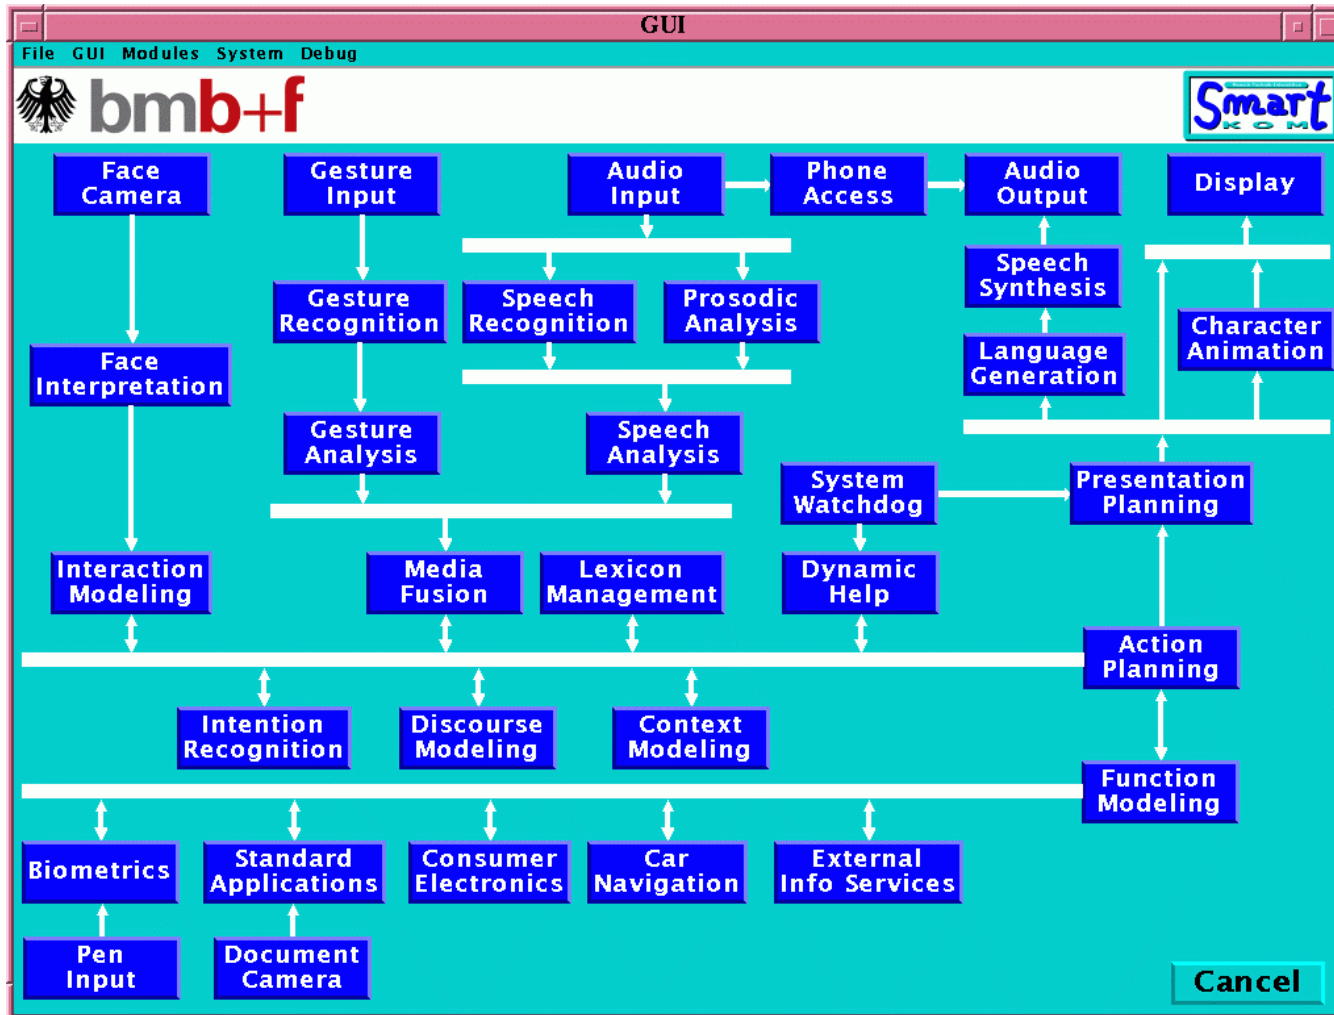 GUI
File GUI Modules System Debug
bmb+f
Smart
KOM
Face
Camera
Gesture
Input
Audio
Input
Phone
Access
Audio
Output
Display
Speech
Synthesis
Gesture
Recognition
Speech
Recognition
Prosodic
Analysis
Character
Animation
Face
Interpretation
Language
Generation
Gesture
Analysis
Speech
Analysis
System
Watchdog
Presentation
Planning
Interaction
Modeling
Media
Fusion
Lexicon
Management
Dynamic
Help
Action
Planning
Intention
Recognition
Discourse
Modeling
Context
Modeling
Function
Modeling
Biometrics
Standard
Applications
Consumer
Electronics
Car
Navigation
External
Info Services
Pen
Input
Document
Camera
Cancel